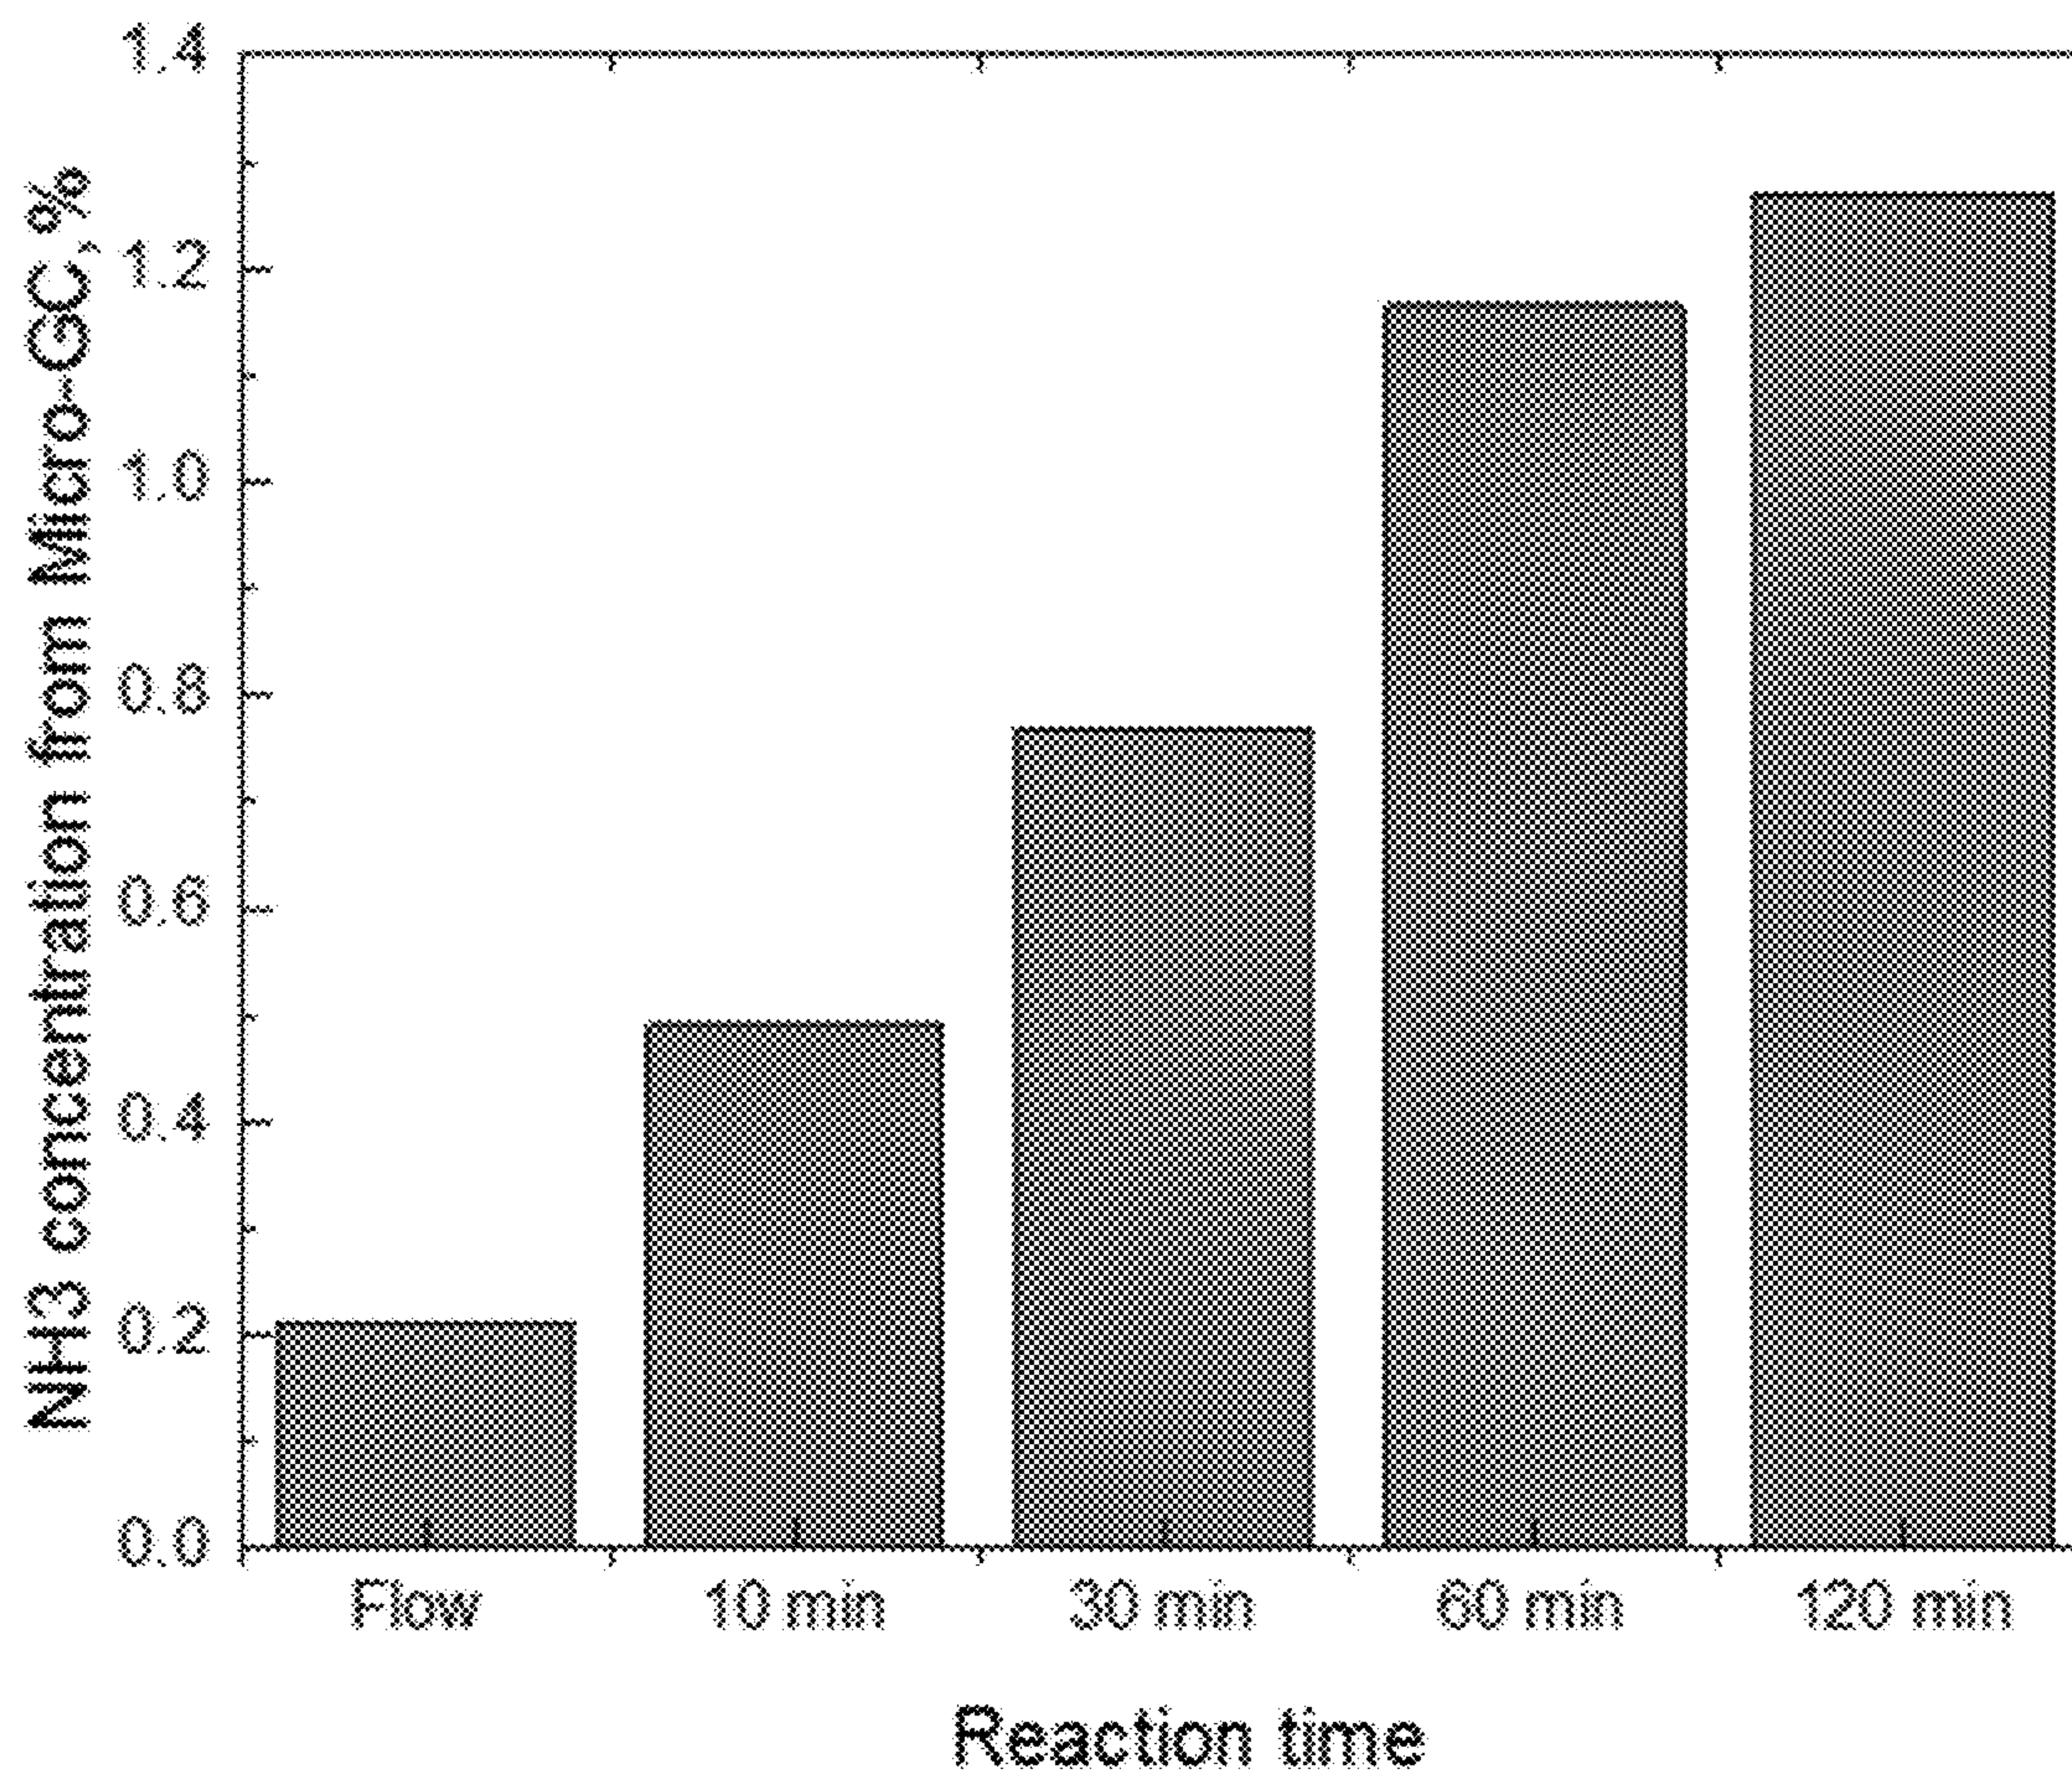 NH3 concentration from Micro-GC,%
1.4
1.2
1.0
0.8
0.6
0.4
0.2
0.0
Flow 10 min 30 min 60 min 120 min
Reaction time